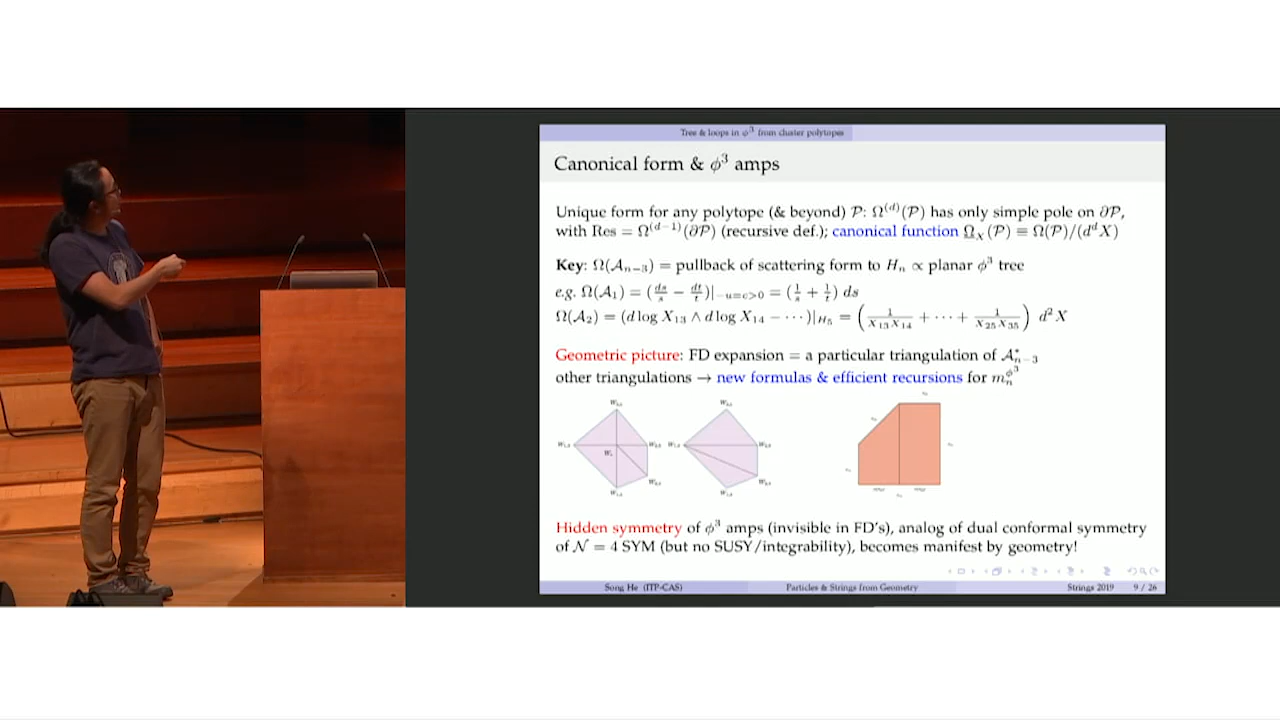 Tree & loops in ϕ³ from cluster polytopes
Canonical form & ϕ³ amps
Unique form for any polytope (& beyond) 𝒫: Ω^(d)(𝒫) has only simple pole on ∂𝒫,
with Res = Ω^(d−1)(∂𝒫) (recursive def.); canonical function Ω_X(𝒫) ≡ Ω(𝒫)/(d^d X)
Key: Ω(𝒜_{n−3}) = pullback of scattering form to H_n ∝ planar ϕ³ tree
e.g. Ω(𝒜_1) = (ds/s − dt/t)|_{−u=c>0} = (1/s + 1/t) ds
Ω(𝒜_2) = (d log X_13 ∧ d log X_14 − ···)|_{H_5} = (1/(X_13 X_14) + ··· + 1/(X_25 X_35)) d²X
Geometric picture: FD expansion = a particular triangulation of 𝒜*_{n−3}
other triangulations → new formulas & efficient recursions for m_n^{ϕ³}
Hidden symmetry of ϕ³ amps (invisible in FD's), analog of dual conformal symmetry
of 𝒩 = 4 SYM (but no SUSY/integrability), becomes manifest by geometry!
Song He (ITP-CAS) Particles & Strings from Geometry Strings 2019 9 / 26